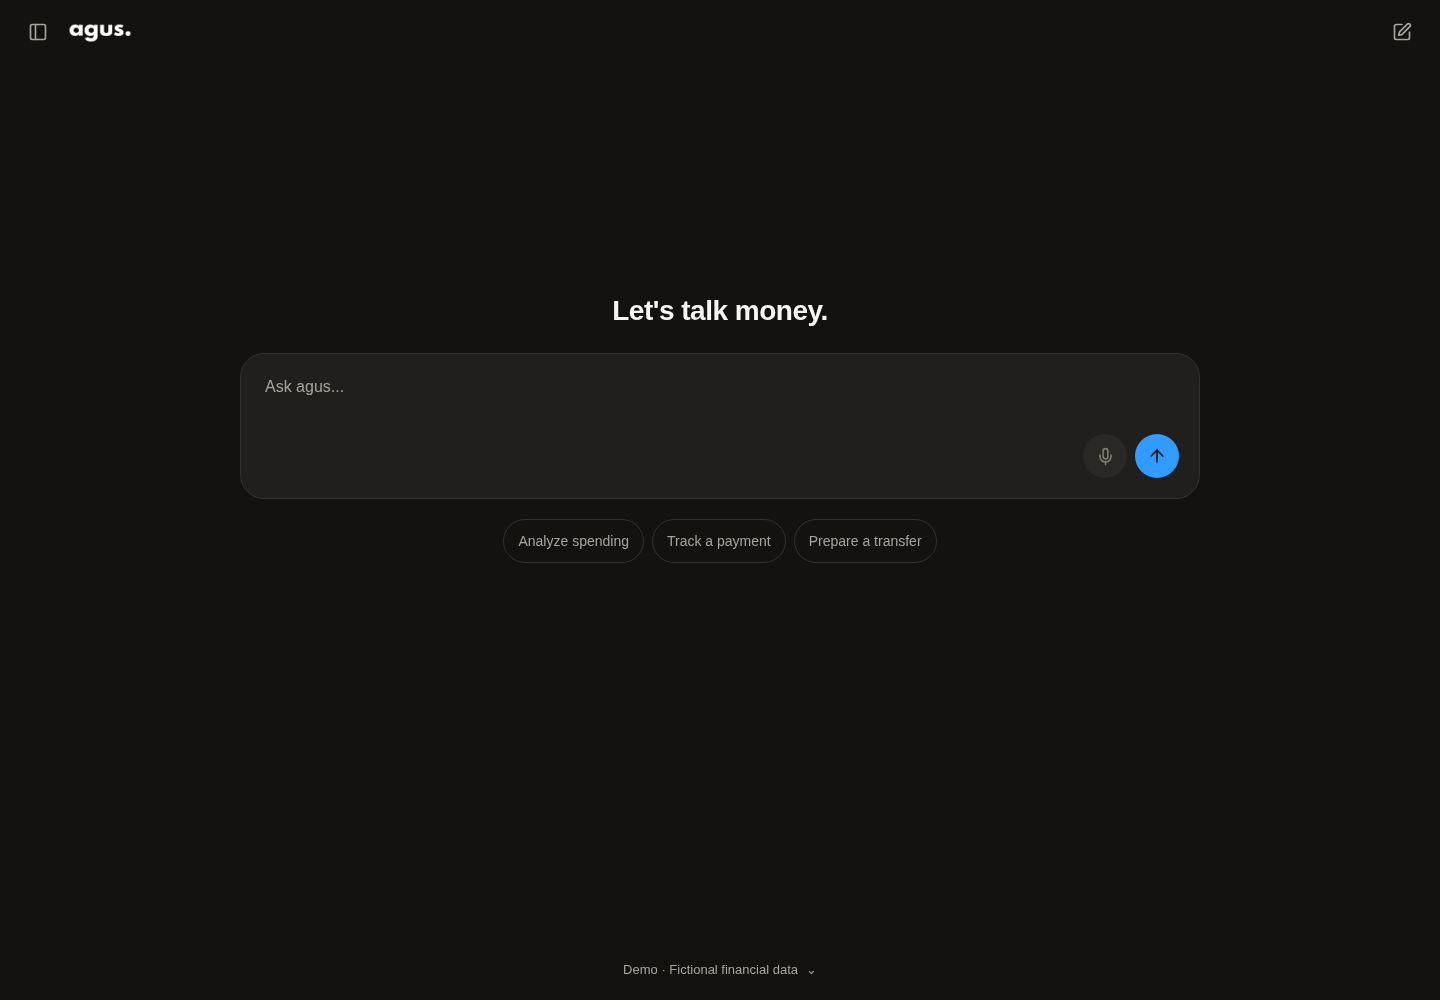 agus.
Let's talk money.
Ask agus...
Analyze spending
Track a payment
Prepare a transfer
Demo · Fictional financial data